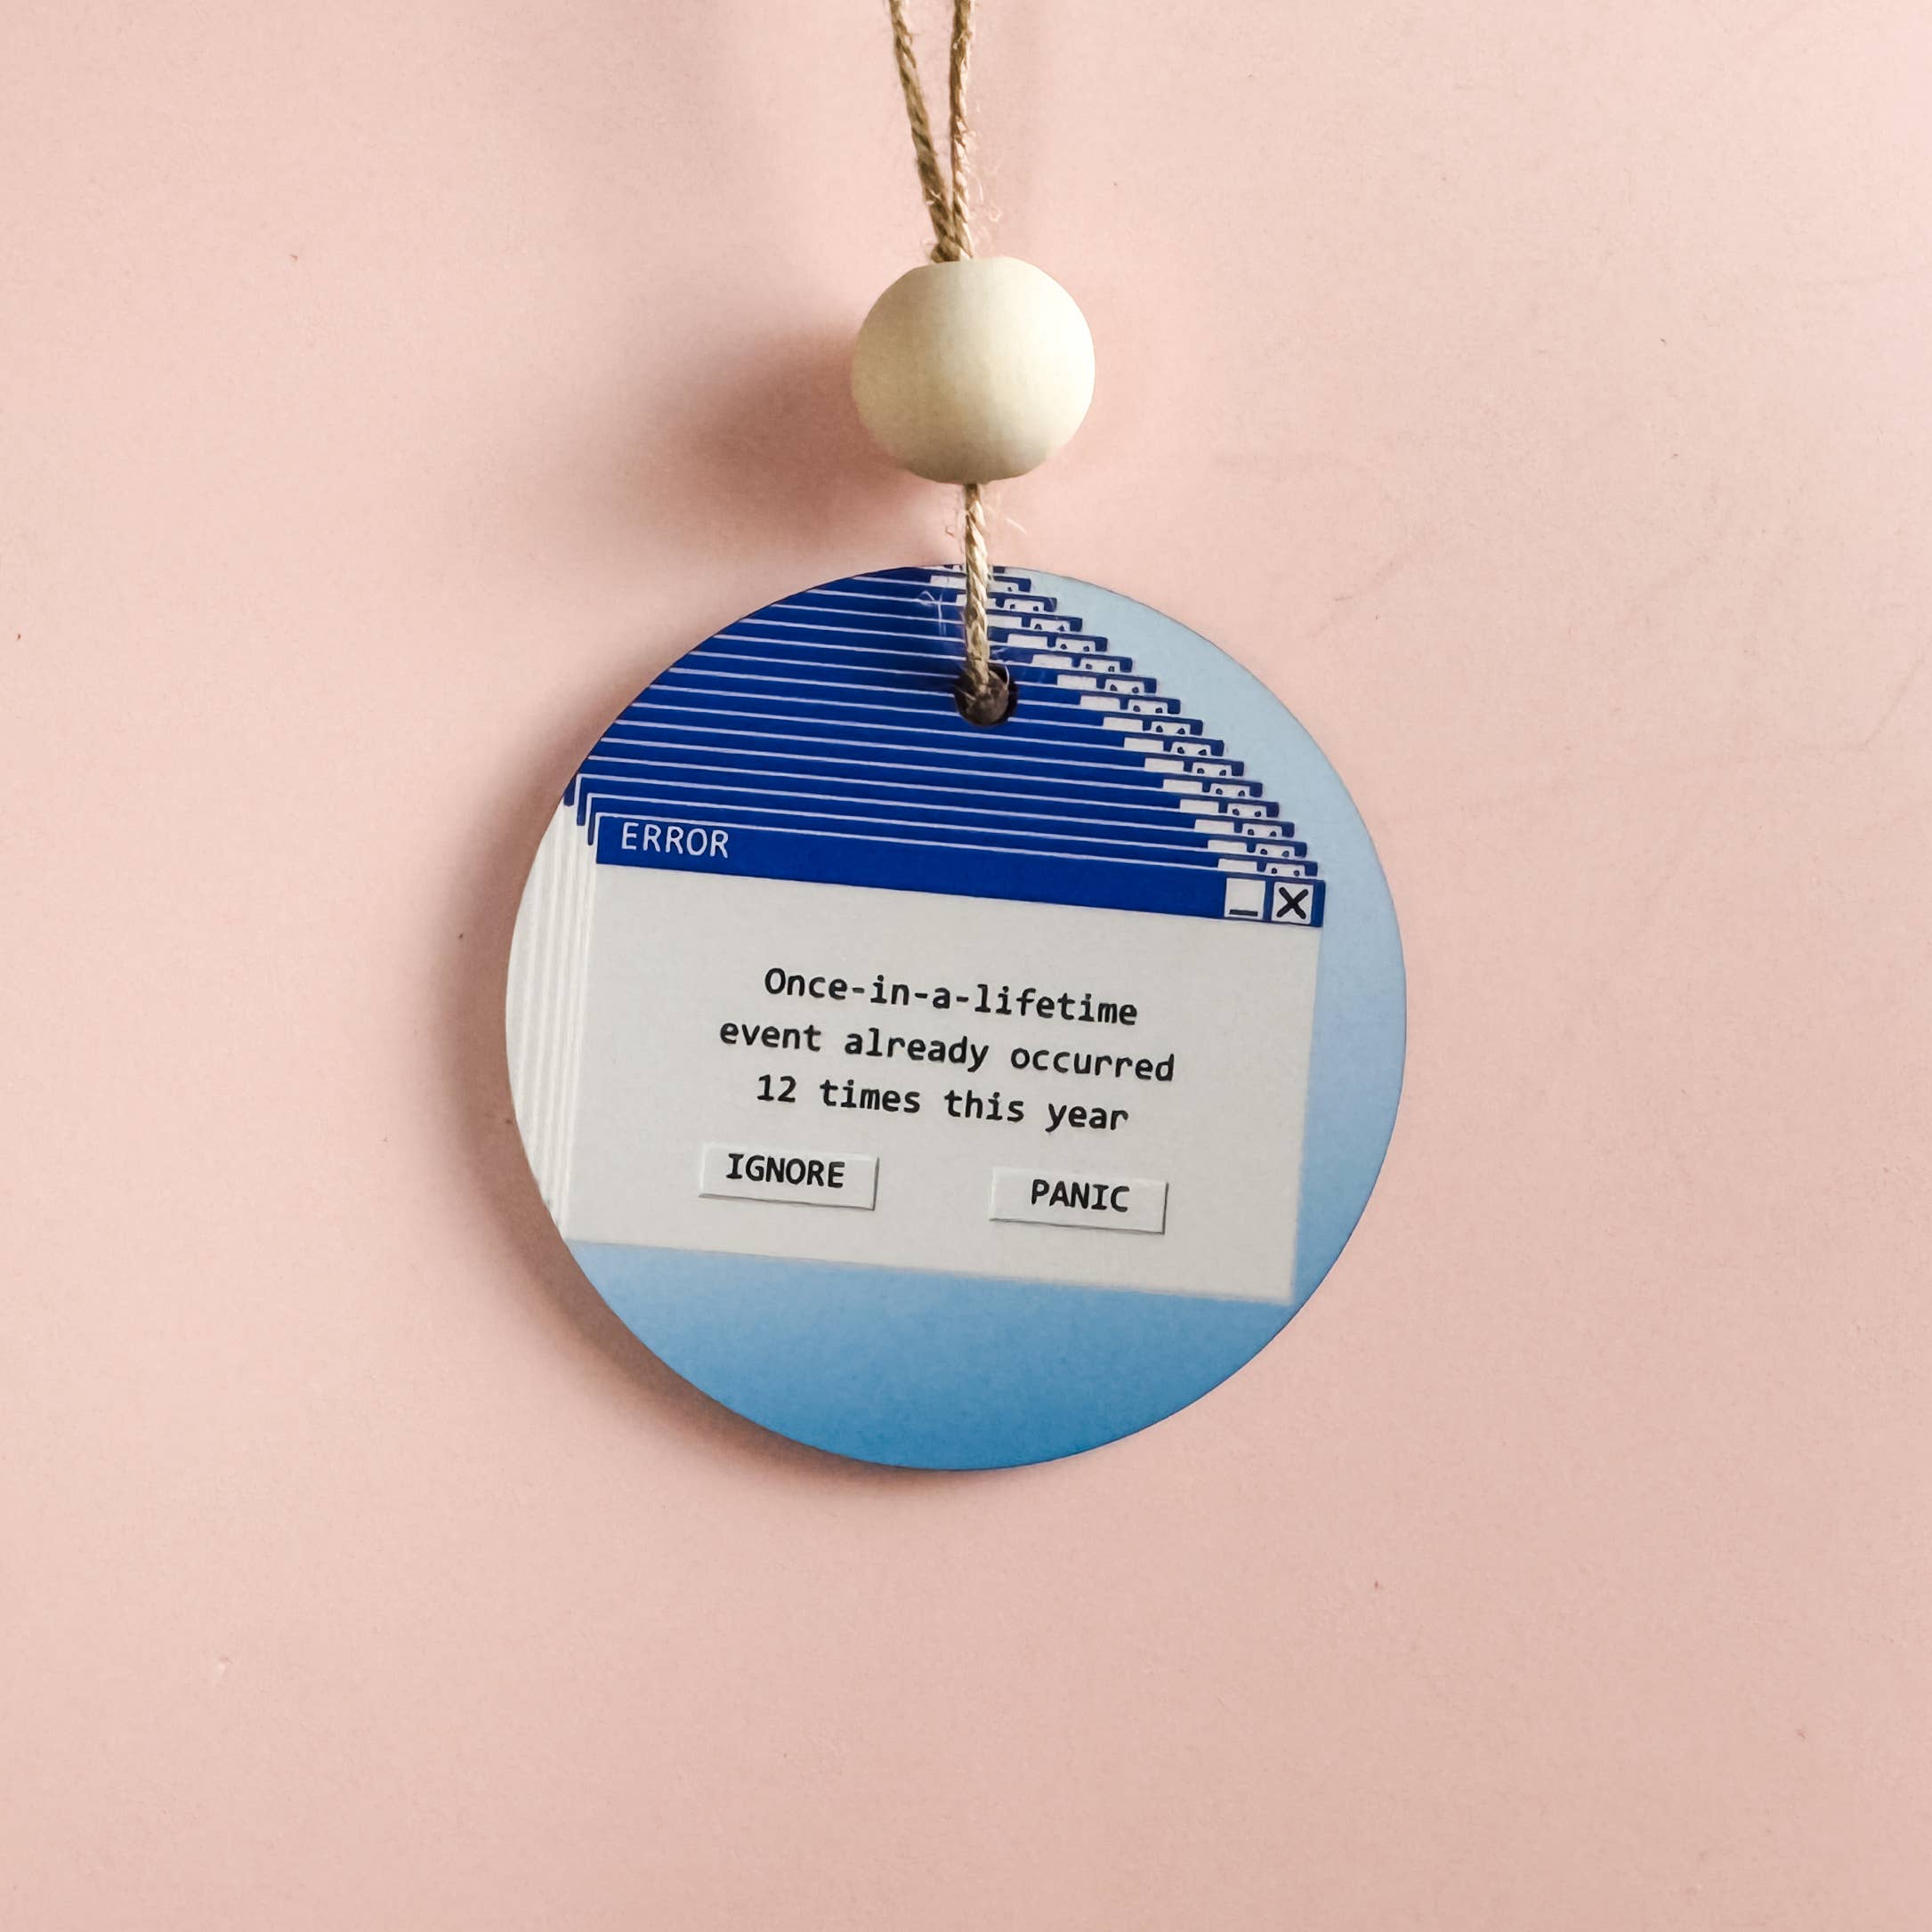 ERROR
Once-in-a-lifetime
event already occurred
12 times this year
IGNORE
PANIC